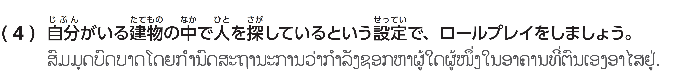 (4) 自分がいる建物の中で人を探しているという設定で、ロールプレイをしましょう。
ສົມມຸດບົດບາດໂດຍກຳນົດສະຖານະການວ່າກຳລັງຊອກຫາຜູ້ໃດຜູ້ໜຶ່ງໃນອາຄານທີ່ຕົນເອງອາໄສຢູ່.